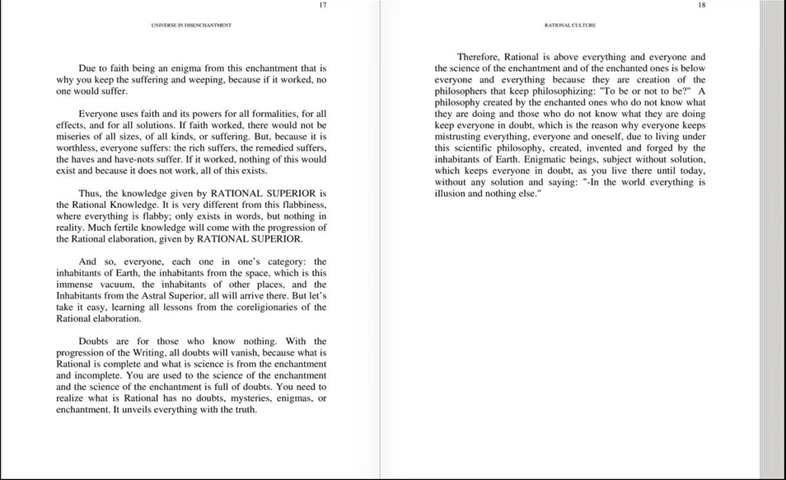 17
UNIVERSE IN DISENCHANTMENT
Due to faith being an enigma from this enchantment that is
why you keep the suffering and weeping, because if it worked, no
one would suffer.
Everyone uses faith and its powers for all formalities, for all
effects, and for all solutions. If faith worked, there would not be
miseries of all sizes, of all kinds, or suffering. But, because it is
worthless, everyone suffers: the rich suffers, the remedied suffers,
the haves and have-nots suffer. If it worked, nothing of this would
exist and because it does not work, all of this exists.
Thus, the knowledge given by RATIONAL SUPERIOR is
the Rational Knowledge. It is very different from this flabbiness,
where everything is flabby; only exists in words, but nothing in
reality. Much fertile knowledge will come with the progression of
the Rational elaboration, given by RATIONAL SUPERIOR.
And so, everyone, each one in one's category: the
inhabitants of Earth, the inhabitants from the space, which is this
immense vacuum, the inhabitants of other places, and the
Inhabitants from the Astral Superior, all will arrive there. But let's
take it easy, learning all lessons from the coreligionaries of the
Rational elaboration.
Doubts are for those who know nothing. With the
progression of the Writing, all doubts will vanish, because what is
Rational is complete and what is science is from the enchantment
and incomplete. You are used to the science of the enchantment
and the science of the enchantment is full of doubts. You need to
realize what is Rational has no doubts, mysteries, enigmas, or
enchantment. It unveils everything with the truth.
18
RATIONAL CULTURE
Therefore, Rational is above everything and everyone and
the science of the enchantment and of the enchanted ones is below
everyone and everything because they are creation of the
philosophers that keep philosophizing: "To be or not to be?" A
philosophy created by the enchanted ones who do not know what
they are doing and those who do not know what they are doing
keep everyone in doubt, which is the reason why everyone keeps
mistrusting everything, everyone and oneself, due to living under
this scientific philosophy, created, invented and forged by the
inhabitants of Earth. Enigmatic beings, subject without solution,
which keeps everyone in doubt, as you live there until today,
without any solution and saying: "-In the world everything is
illusion and nothing else."